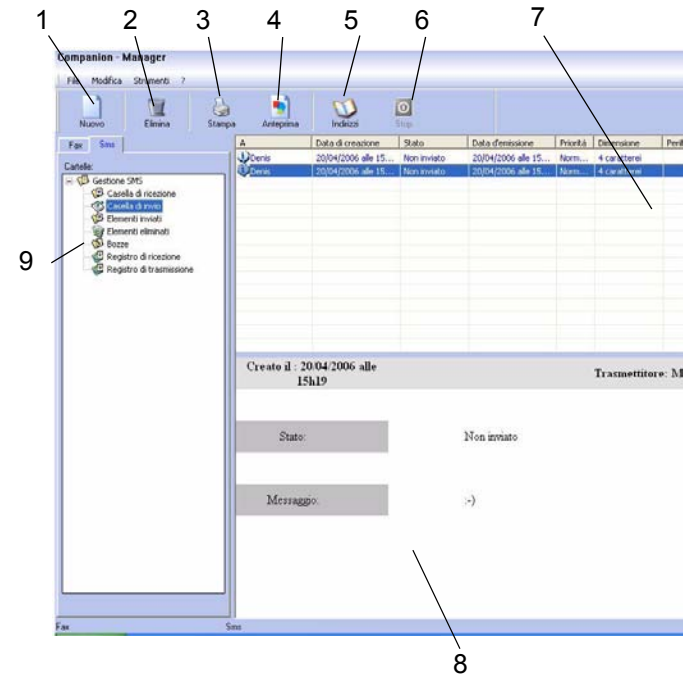 1 2 3 4 5 6 7
Companion - Manager
File Modifica Strumenti ?
Nuovo Elimina Stampa Anteprima Indirizzi Stop
Fax Sms
Cartelle:
Gestione SMS
Casella di ricezione
Casella di invio
Elementi inviati
Elementi eliminati
Bozze
Registro di ricezione
Registro di trasmissione
9
A Data di creazione Stato Data d'emissione Priorità Dimensione Perif
Denis 20/04/2006 alle 15... Non inviato 20/04/2006 alle 15... Norm... 4 caratterei
Denis 20/04/2006 alle 15... Non inviato 20/04/2006 alle 15... Norm... 4 caratterei
Creato il : 20/04/2006 alle
15h19
Trasmettitore: M
Stato: Non inviato
Messaggio: :-)
Fax Sms
8